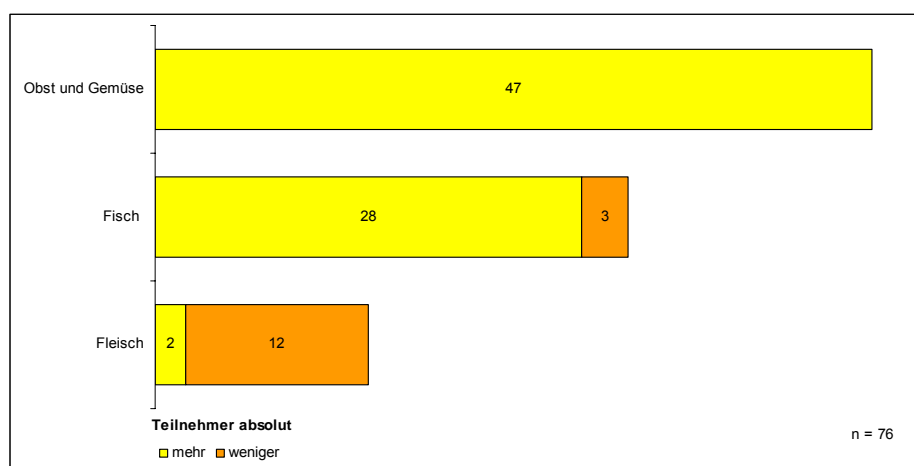 Obst und Gemüse
47
Fisch
28
3
Fleisch
2
12
Teilnehmer absolut
mehr weniger
n = 76